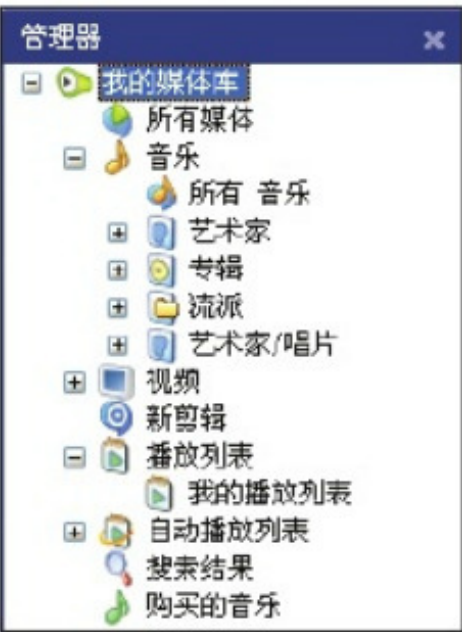 管理器
我的媒体库
所有媒体
音乐
所有 音乐
艺术家
专辑
流派
艺术家/唱片
视频
新剪辑
播放列表
我的播放列表
自动播放列表
搜索结果
购买的音乐